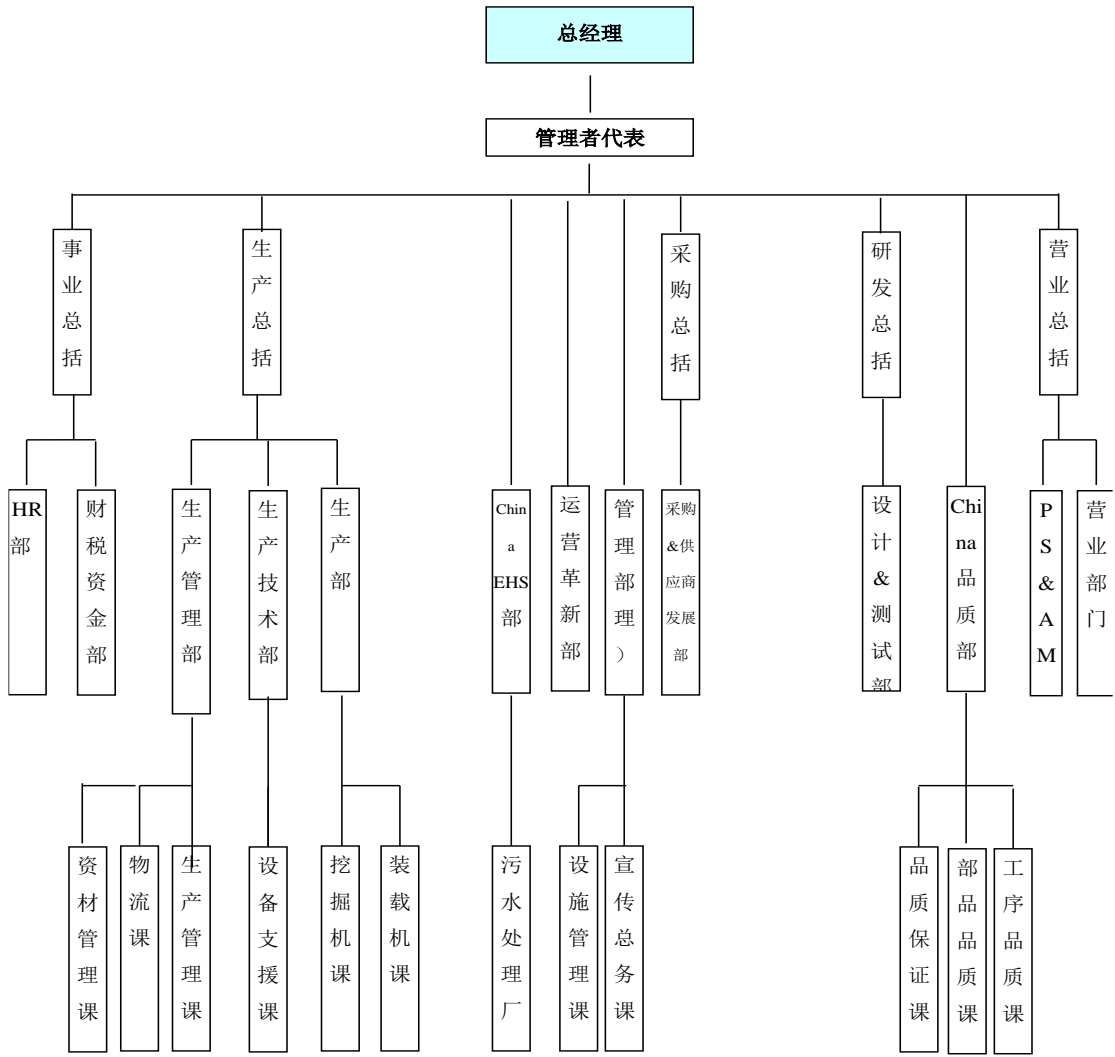 总经理
管理者代表
事业总括
生产总括
采购总括
研发总括
营业总括
HR部
财税资金部
生产管理部
生产技术部
生产部
China EHS部
运营革新部
管理部理）
采购&供应商发展部
设计&测试部
China品质部
PS&AM
营业部门
资材管理课
物流课
生产管理课
设备支援课
挖掘机课
装载机课
污水处理厂
设施管理课
宣传总务课
品质保证课
部品品质课
工序品质课